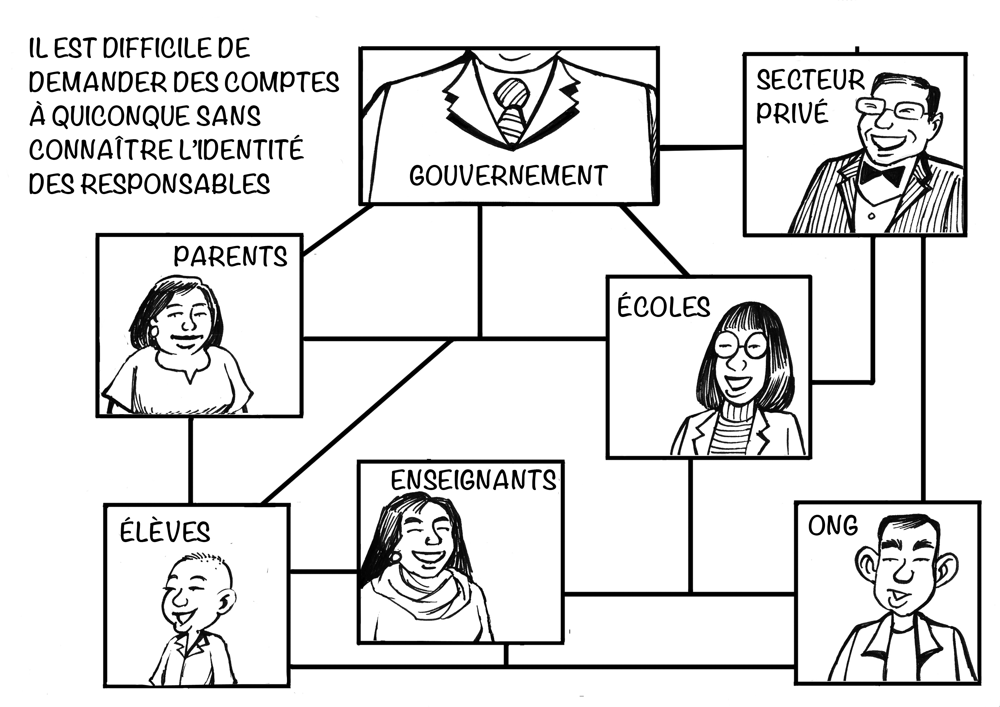 IL EST DIFFICILE DE
DEMANDER DES COMPTES
À QUICONQUE SANS
CONNAÎTRE L'IDENTITÉ
DES RESPONSABLES
GOUVERNEMENT
SECTEUR
PRIVÉ
PARENTS
ÉCOLES
ENSEIGNANTS
ÉLÈVES
ONG